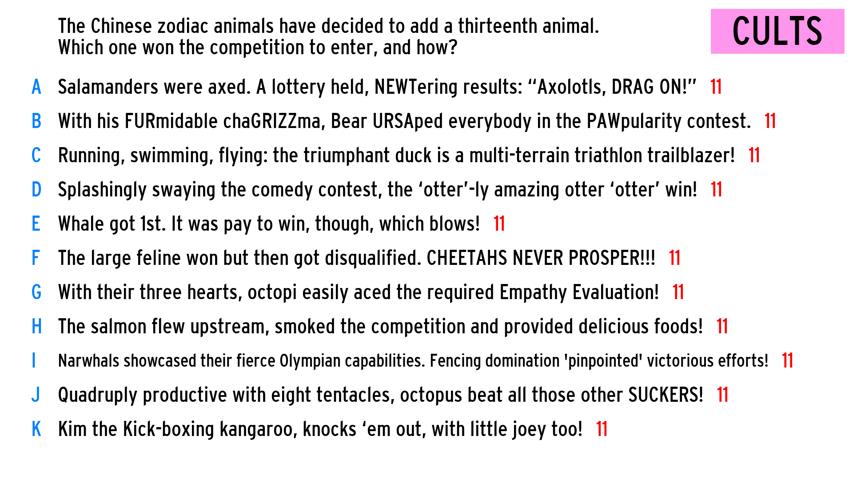 The Chinese zodiac animals have decided to add a thirteenth animal.
Which one won the competition to enter, and how?
CULTS
A Salamanders were axed. A lottery held, NEWTering results: “Axolotls, DRAG ON!” 11
B With his FURmidable chaGRIZZma, Bear URSAped everybody in the PAWpularity contest. 11
C Running, swimming, flying: the triumphant duck is a multi-terrain triathlon trailblazer! 11
D Splashingly swaying the comedy contest, the ‘otter’-ly amazing otter ‘otter’ win! 11
E Whale got 1st. It was pay to win, though, which blows! 11
F The large feline won but then got disqualified. CHEETAHS NEVER PROSPER!!! 11
G With their three hearts, octopi easily aced the required Empathy Evaluation! 11
H The salmon flew upstream, smoked the competition and provided delicious foods! 11
I Narwhals showcased their fierce Olympian capabilities. Fencing domination 'pinpointed' victorious efforts! 11
J Quadruply productive with eight tentacles, octopus beat all those other SUCKERS! 11
K Kim the Kick-boxing kangaroo, knocks ‘em out, with little joey too! 11